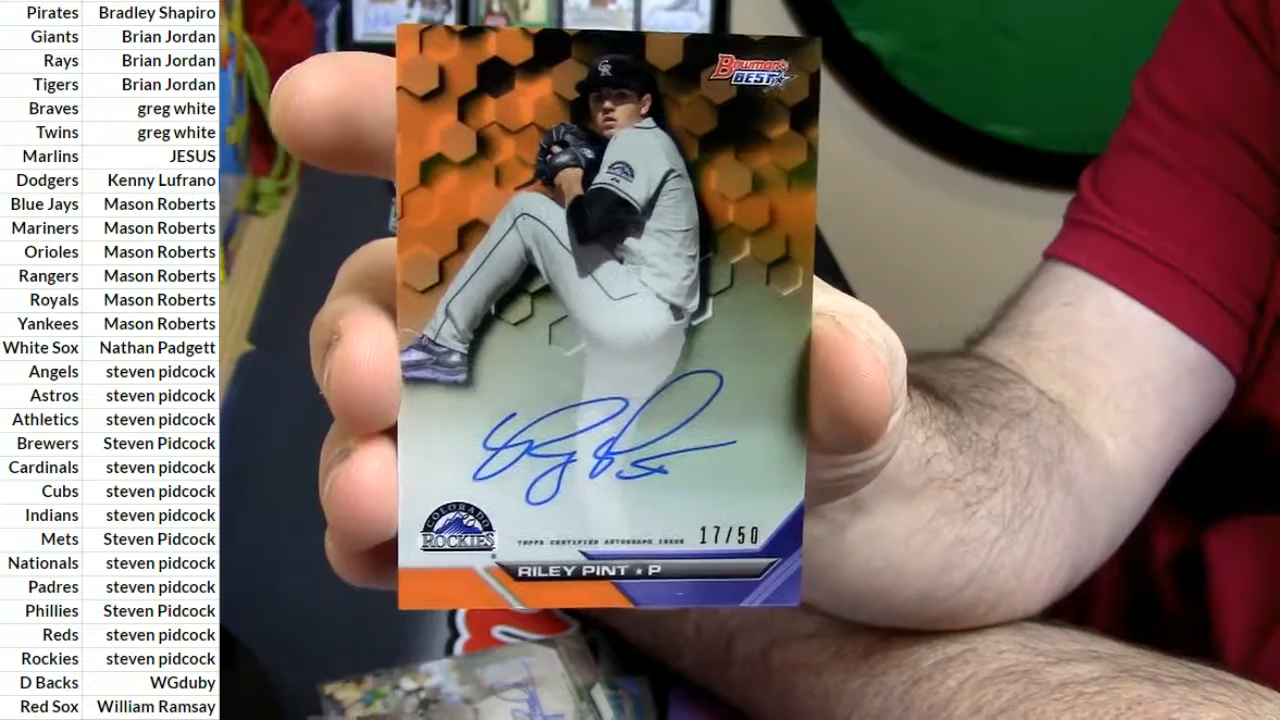 Pirates Bradley Shapiro
Giants Brian Jordan
Rays Brian Jordan
Tigers Brian Jordan
Braves greg white
Twins greg white
Marlins JESUS
Dodgers Kenny Lufrano
Blue Jays Mason Roberts
Mariners Mason Roberts
Orioles Mason Roberts
Rangers Mason Roberts
Royals Mason Roberts
Yankees Mason Roberts
White Sox Nathan Padgett
Angels steven pidcock
Astros steven pidcock
Athletics steven pidcock
Brewers Steven Pidcock
Cardinals steven pidcock
Cubs steven pidcock
Indians steven pidcock
Mets Steven Pidcock
Nationals steven pidcock
Padres steven pidcock
Phillies Steven Pidcock
Reds steven pidcock
Rockies steven pidcock
D Backs WGduby
Red Sox William Ramsay
Bowman's
BEST
CR
COLORADO
ROCKIES
TOPPS CERTIFIED AUTOGRAPH ISSUE 17/50
RILEY PINT ★ P